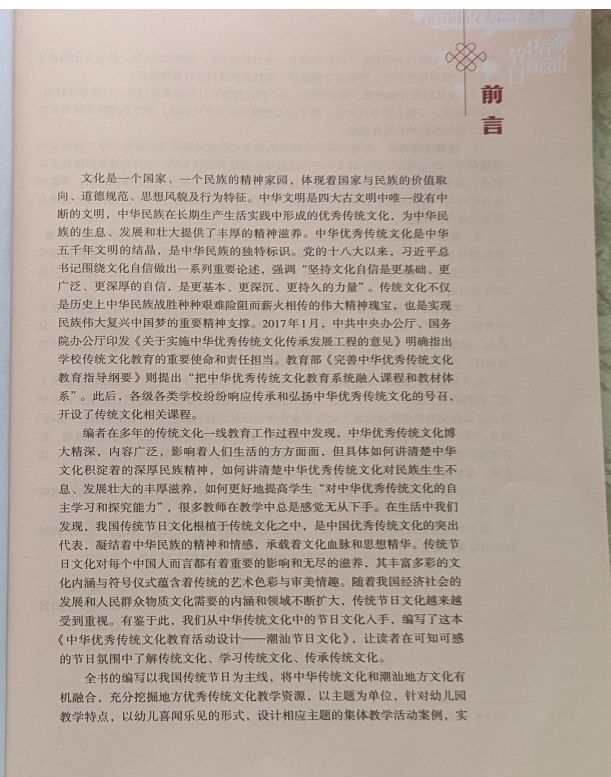 潮汕
传统
节日
前言
文化是一个国家、一个民族的精神家园，体现着国家与民族的价值取
向、道德规范、思想风貌及行为特征。中华文明是四大古文明中唯一没有中
断的文明，中华民族在长期生产生活实践中形成的优秀传统文化，为中华民
族的生息、发展和壮大提供了丰厚的精神滋养。中华优秀传统文化是中华
五千年文明的结晶，是中华民族的独特标识。党的十八大以来，习近平总
书记围绕文化自信做出一系列重要论述，强调“坚持文化自信是更基础、更
广泛、更深厚的自信，是更基本、更深沉、更持久的力量”。传统文化不仅
是历史上中华民族战胜种种艰难险阻而薪火相传的伟大精神瑰宝，也是实现
民族伟大复兴中国梦的重要精神支撑。2017年1月，中共中央办公厅、国务
院办公厅印发《关于实施中华优秀传统文化传承发展工程的意见》明确指出
学校传统文化教育的重要使命和责任担当。教育部《完善中华优秀传统文化
教育指导纲要》则提出“把中华优秀传统文化教育系统融入课程和教材体
系”。此后，各级各类学校纷纷响应传承和弘扬中华优秀传统文化的号召，
开设了传统文化相关课程。
编者在多年的传统文化一线教育工作过程中发现，中华优秀传统文化博
大精深，内容广泛，影响着人们生活的方方面面，但具体如何讲清楚中华
文化积淀着的深厚民族精神，如何讲清楚中华优秀传统文化对民族生生不
息、发展壮大的丰厚滋养，如何更好地提高学生“对中华优秀传统文化的自
主学习和探究能力”，很多教师在教学中总是感觉无从下手。在生活中我们
发现，我国传统节日文化根植于传统文化之中，是中国优秀传统文化的突出
代表，凝结着中华民族的精神和情感，承载着文化血脉和思想精华。传统节
日文化对每个中国人而言都有着重要的影响和无尽的滋养，其丰富多彩的文
化内涵与符号仪式蕴含着传统的艺术色彩与审美情趣。随着我国经济社会的
发展和人民群众物质文化需要的内涵和领域不断扩大，传统节日文化越来越
受到重视。有鉴于此，我们从中华传统文化中的节日文化入手，编写了这本
《中华优秀传统文化教育活动设计——潮汕节日文化》，让读者在可知可感
的节日氛围中了解传统文化、学习传统文化、传承传统文化。
全书的编写以我国传统节日为主线，将中华传统文化和潮汕地方文化有
机融合，充分挖掘地方优秀传统文化教学资源，以主题为单位，针对幼儿园
教学特点，以幼儿喜闻乐见的形式，设计相应主题的集体教学活动案例、实